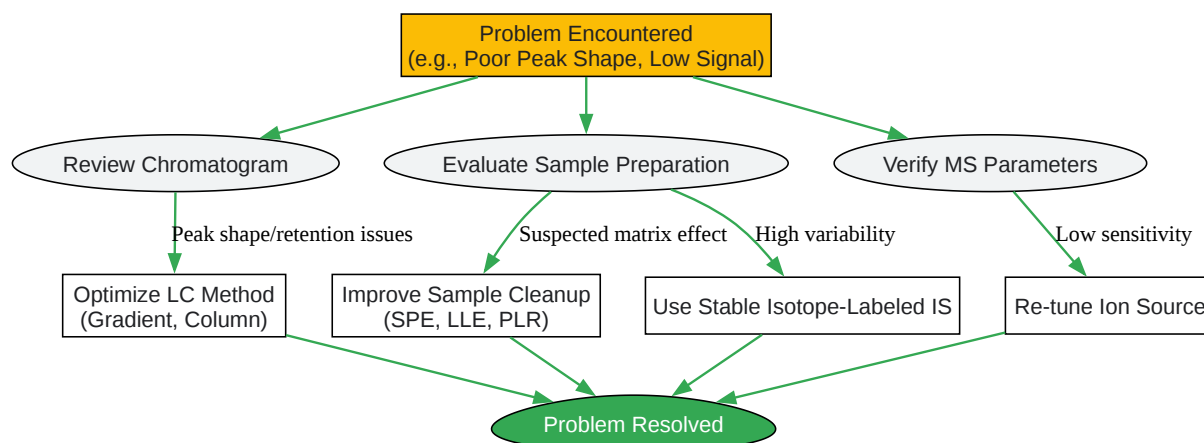 Problem Encountered
(e.g., Poor Peak Shape, Low Signal)
Review Chromatogram
Evaluate Sample Preparation
Verify MS Parameters
Peak shape/retention issues
Suspected matrix effect
High variability
Low sensitivity
Optimize LC Method
(Gradient, Column)
Improve Sample Cleanup
(SPE, LLE, PLR)
Use Stable Isotope-Labeled IS
Re-tune Ion Source
Problem Resolved